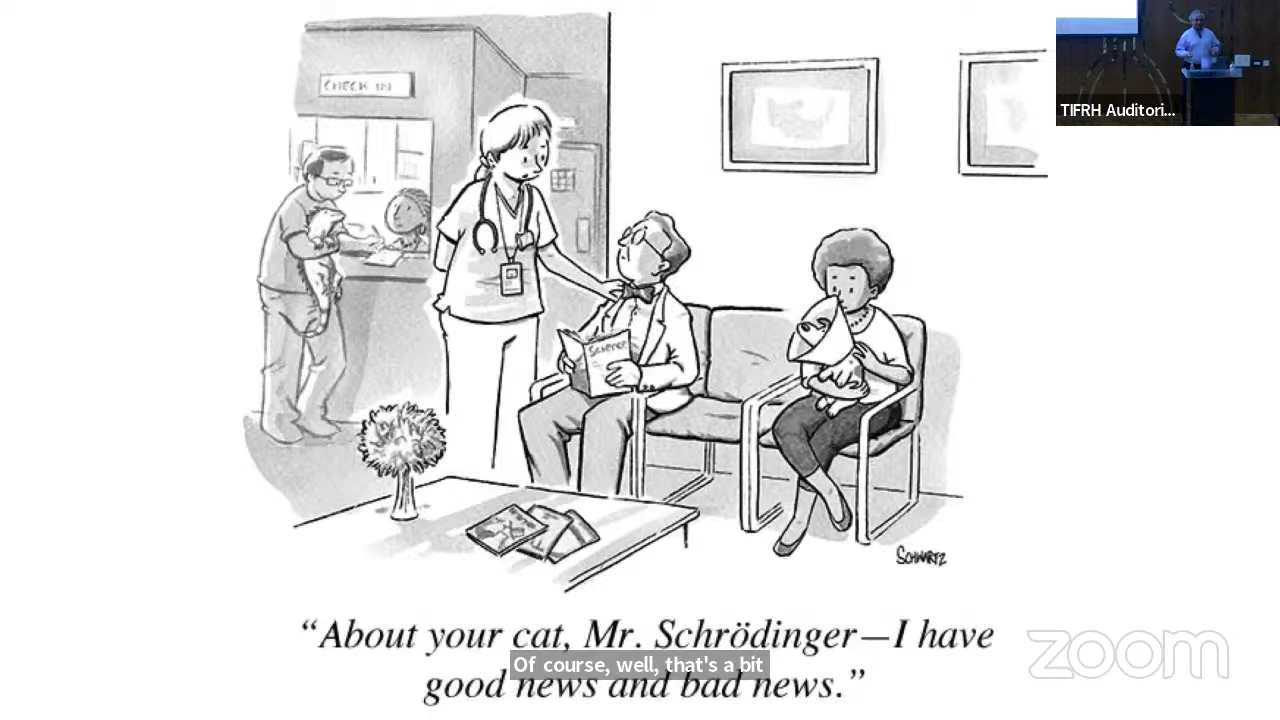 TIFRH Auditori...
CHECK IN
Science
SCHWARTZ
“About your cat, Mr. Schrödinger—I have
good news and bad news.”
Of course, well, that's a bit
zoom